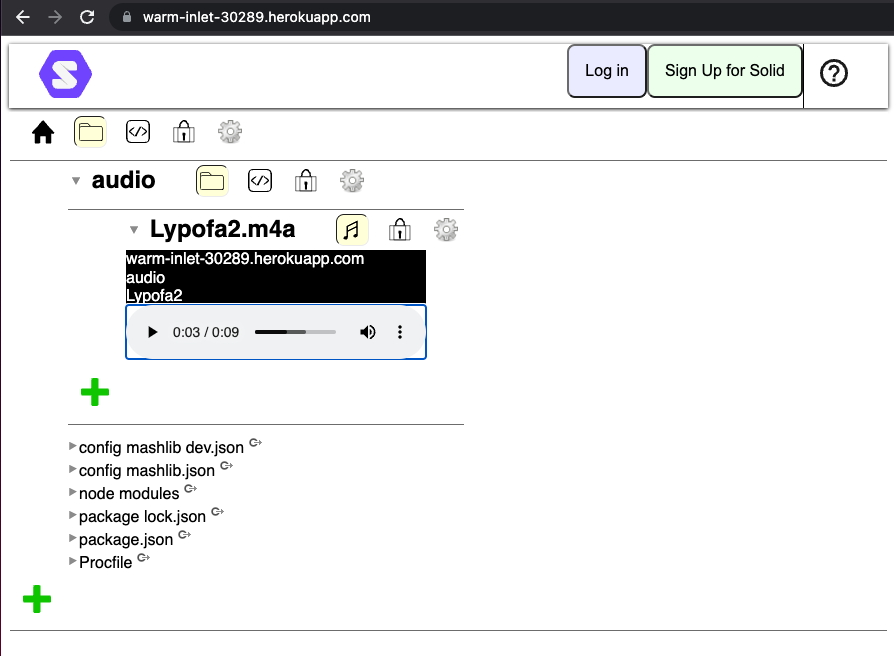 warm-inlet-30289.herokuapp.com
Log in
Sign Up for Solid
audio
Lypofa2.m4a
warm-inlet-30289.herokuapp.com
audio
Lypofa2
0:03 / 0:09
config mashlib dev.json
config mashlib.json
node modules
package lock.json
package.json
Procfile